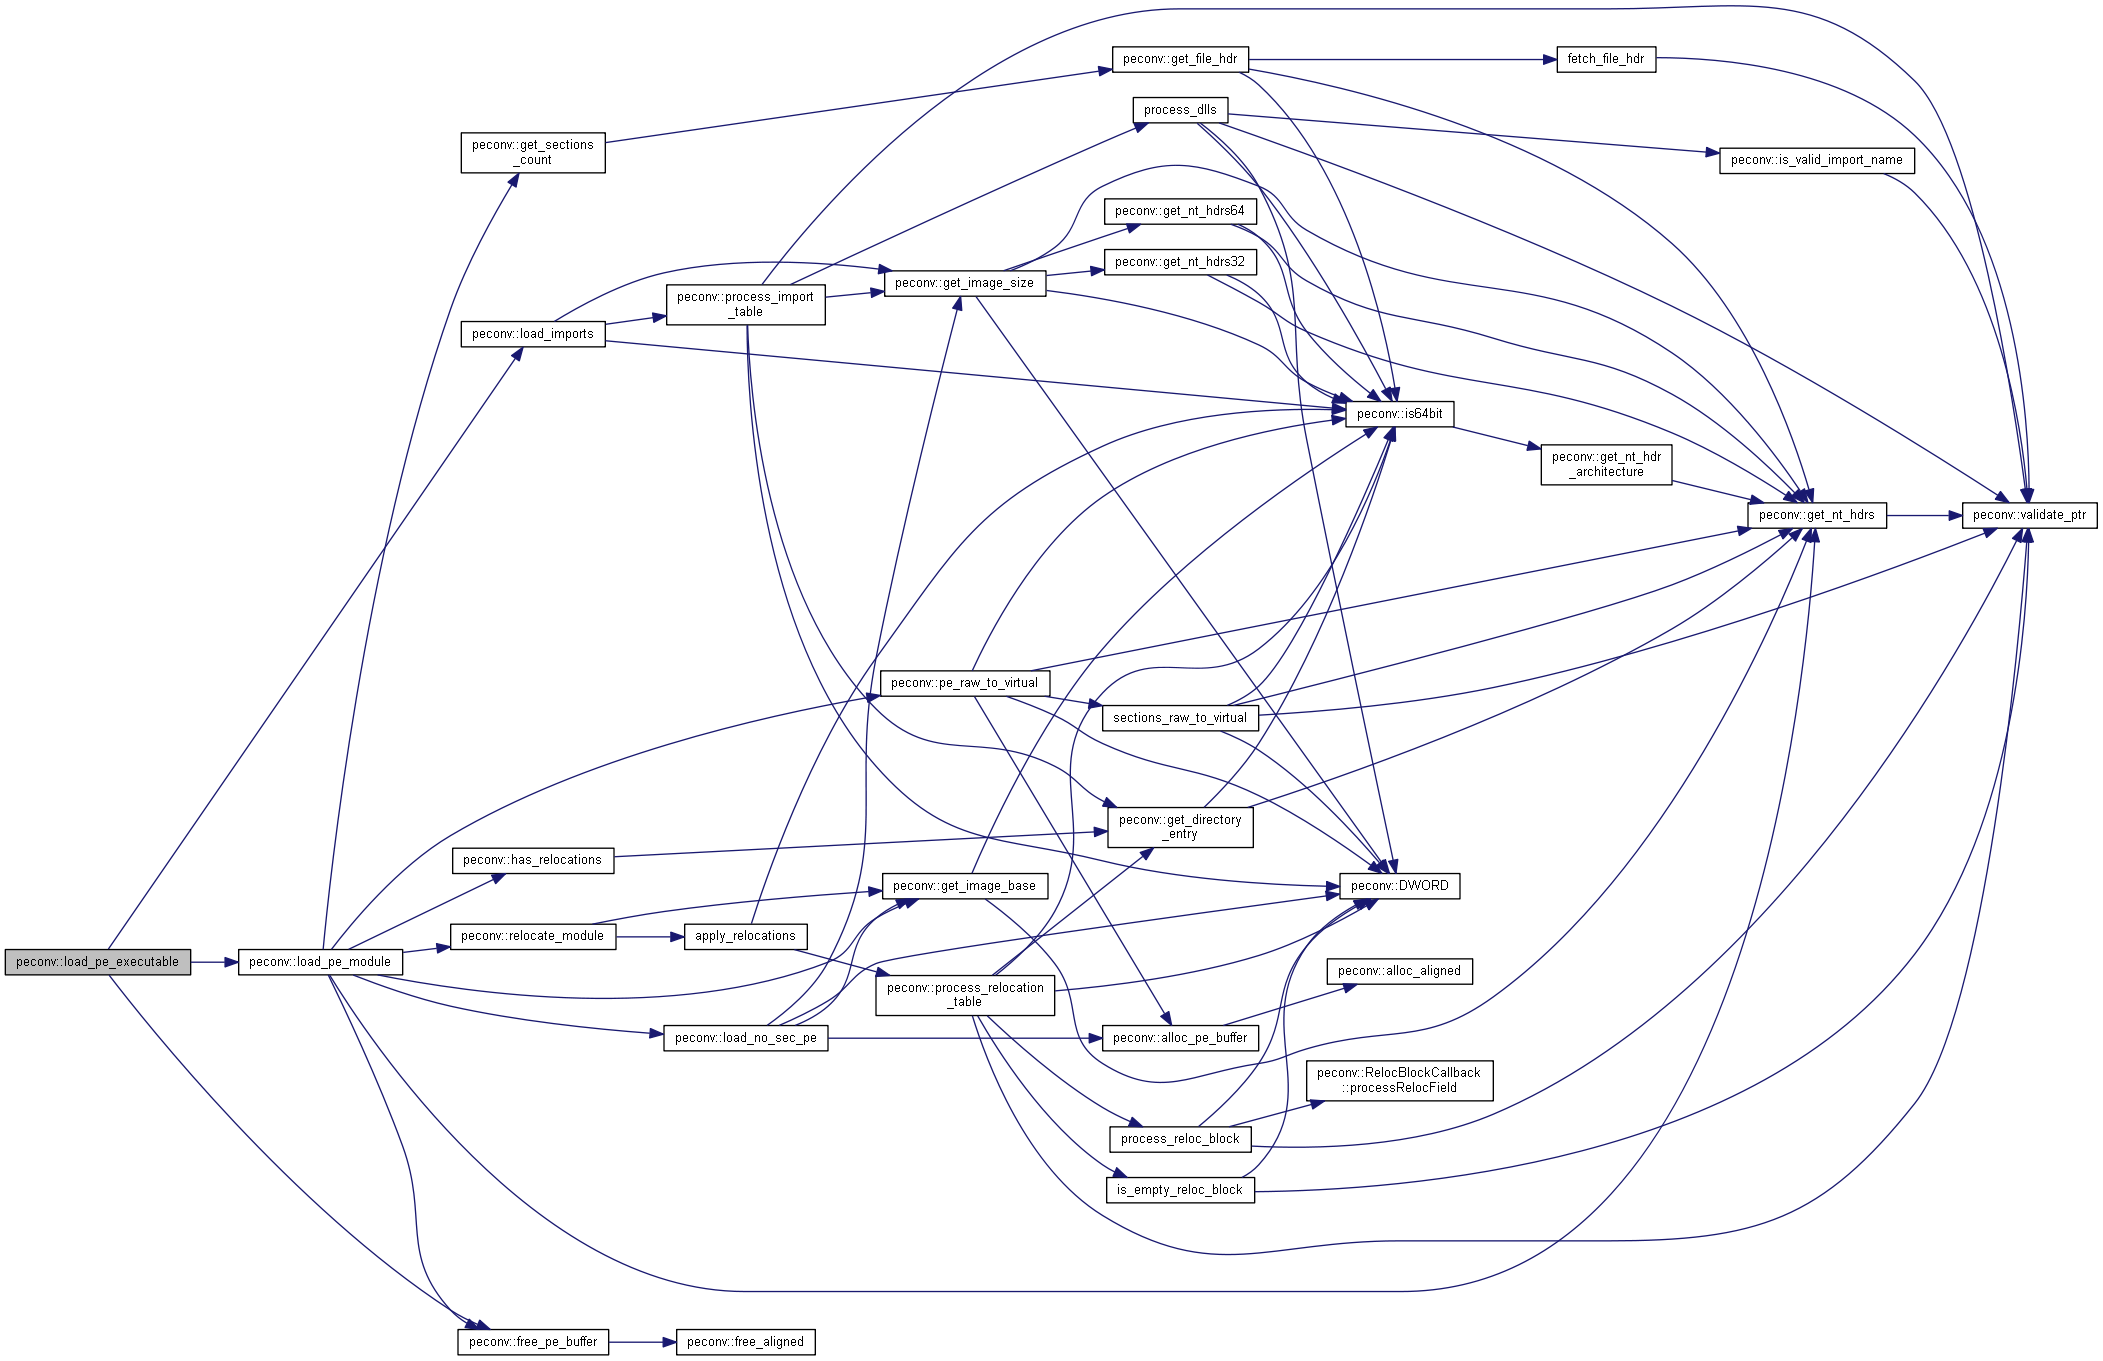 peconv::get_file_hdr
fetch_file_hdr
process_dlls
peconv::get_sections
_count
peconv::is_valid_import_name
peconv::get_nt_hdrs64
peconv::get_nt_hdrs32
peconv::get_image_size
peconv::process_import
_table
peconv::load_imports
peconv::is64bit
peconv::get_nt_hdr
_architecture
peconv::get_nt_hdrs
peconv::validate_ptr
peconv::pe_raw_to_virtual
sections_raw_to_virtual
peconv::get_directory
_entry
peconv::has_relocations
peconv::get_image_base
peconv::DWORD
peconv::relocate_module
apply_relocations
peconv::load_pe_executable
peconv::load_pe_module
peconv::alloc_aligned
peconv::process_relocation
_table
peconv::load_no_sec_pe
peconv::alloc_pe_buffer
peconv::RelocBlockCallback
::processRelocField
process_reloc_block
is_empty_reloc_block
peconv::free_pe_buffer
peconv::free_aligned